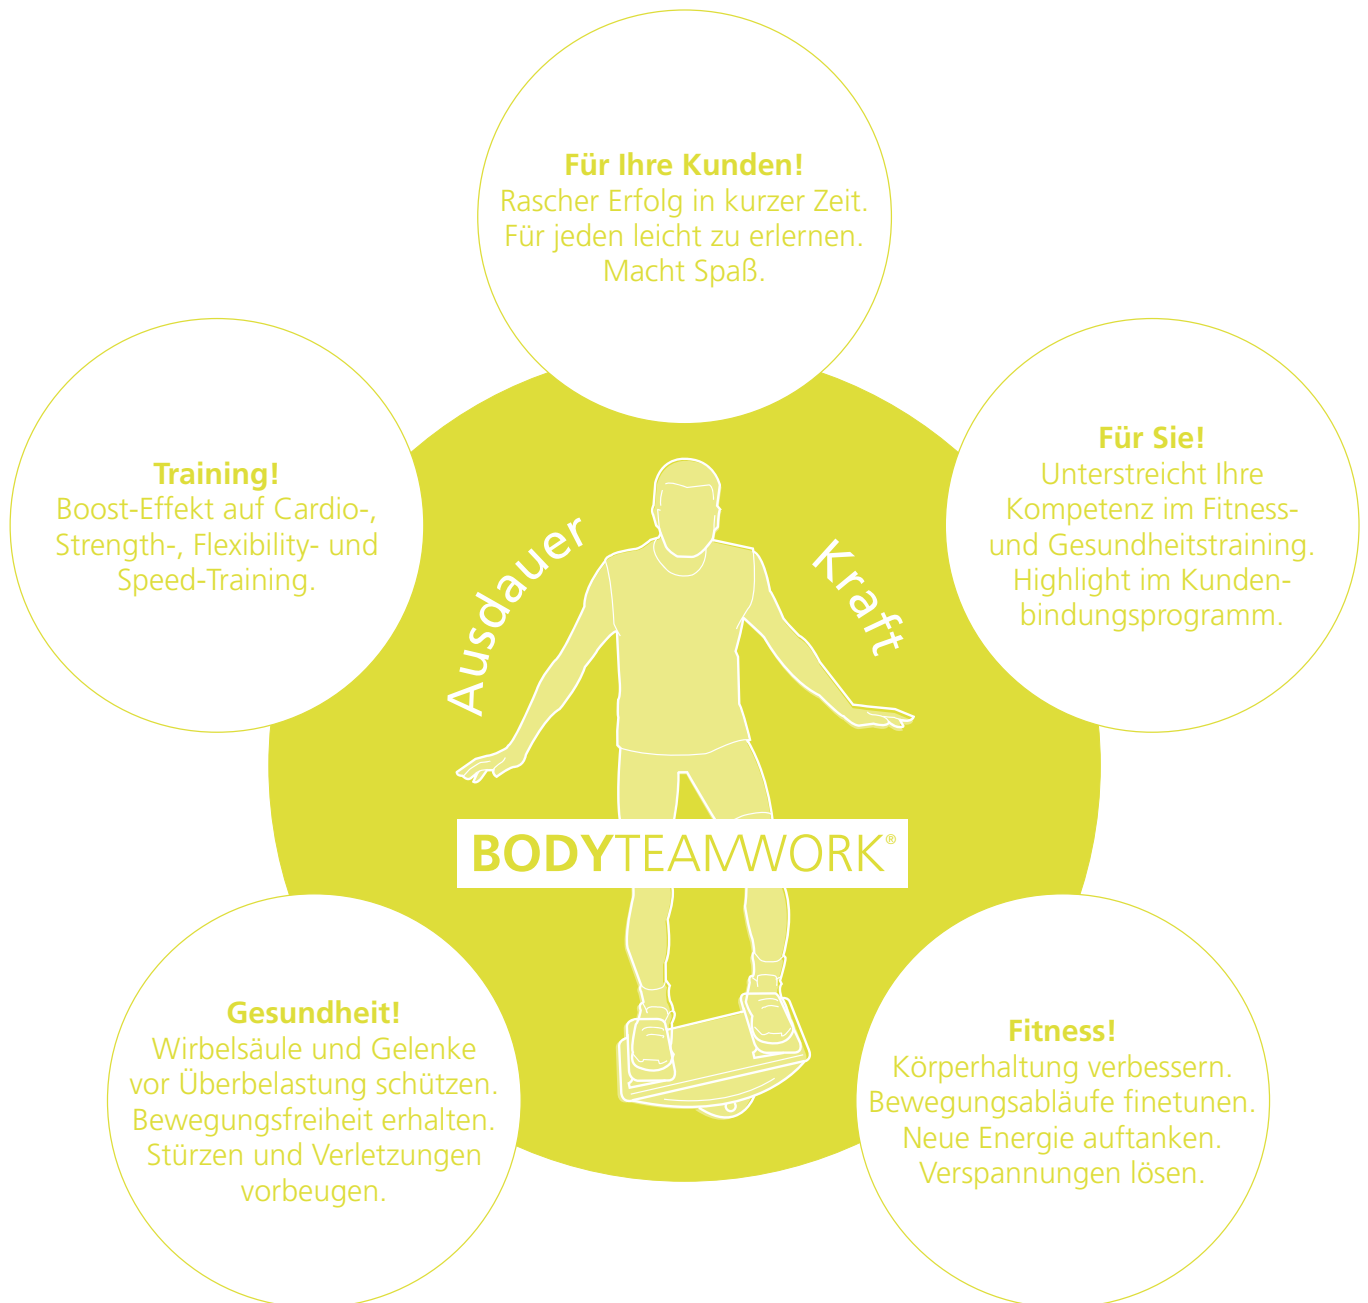 Für Ihre Kunden!
Rascher Erfolg in kurzer Zeit.
Für jeden leicht zu erlernen.
Macht Spaß.
Training!
Boost-Effekt auf Cardio-,
Strength-, Flexibility- und
Speed-Training.
Für Sie!
Unterstreicht Ihre
Kompetenz im Fitness-
und Gesundheitstraining.
Highlight im Kunden-
bindungsprogramm.
Ausdauer
Kraft
BODYTEAMWORK®
Gesundheit!
Wirbelsäule und Gelenke
vor Überbelastung schützen.
Bewegungsfreiheit erhalten.
Stürzen und Verletzungen
vorbeugen.
Fitness!
Körperhaltung verbessern.
Bewegungsabläufe finetunen.
Neue Energie auftanken.
Verspannungen lösen.